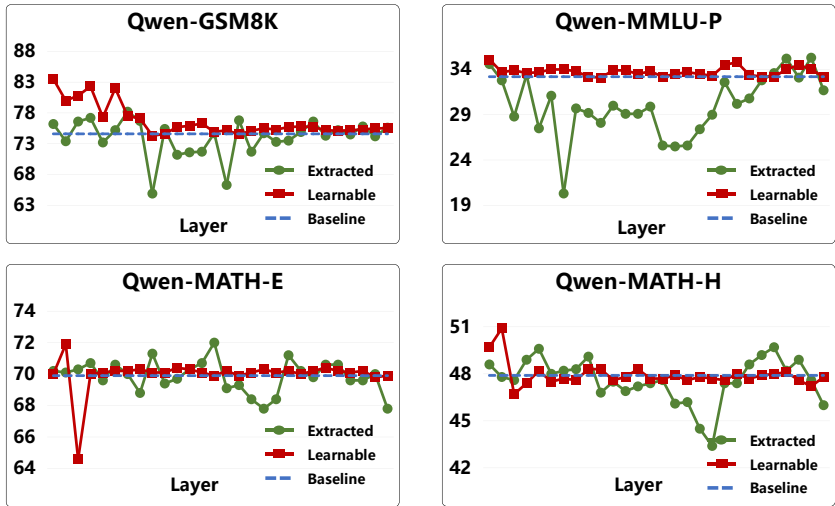 Qwen-GSM8K
88
83
78
73
68
63
Extracted
Learnable
Baseline
Layer
Qwen-MMLU-P
34
29
24
19
Extracted
Learnable
Baseline
Layer
Qwen-MATH-E
74
72
70
68
66
64
Extracted
Learnable
Baseline
Layer
Qwen-MATH-H
51
48
45
42
Extracted
Learnable
Baseline
Layer